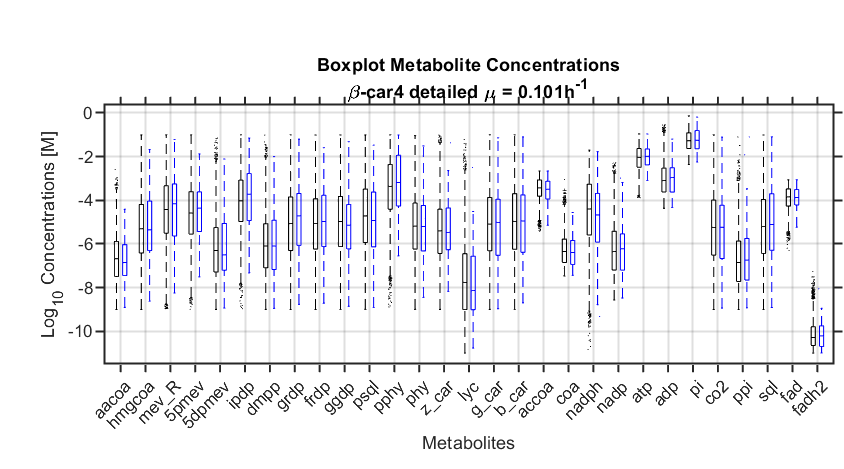 Boxplot Metabolite Concentrations
β-car4 detailed μ = 0.101h-1
Log10 Concentrations [M]
0
-2
-4
-6
-8
-10
aacoa
hmgcoa
mev_R
5pmev
5dpmev
ipdp
dmpp
grdp
frdp
ggdp
psql
pphy
phy
z_car
lyc
g_car
b_car
accoa
coa
nadph
nadp
atp
adp
pi
co2
ppi
sql
fad
fadh2
Metabolites